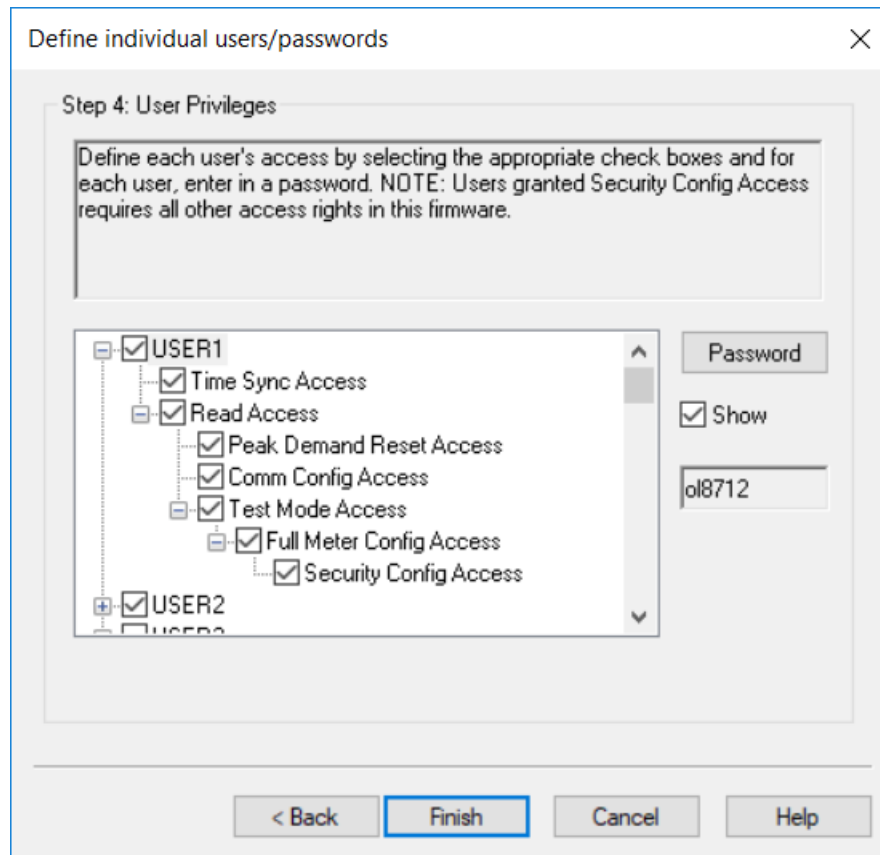 Define individual users/passwords
Step 4: User Privileges
Define each user's access by selecting the appropriate check boxes and for
each user, enter in a password. NOTE: Users granted Security Config Access
requires all other access rights in this firmware.
USER1
Time Sync Access
Read Access
Peak Demand Reset Access
Comm Config Access
Test Mode Access
Full Meter Config Access
Security Config Access
USER2
Password
Show
ol8712
< Back
Finish
Cancel
Help